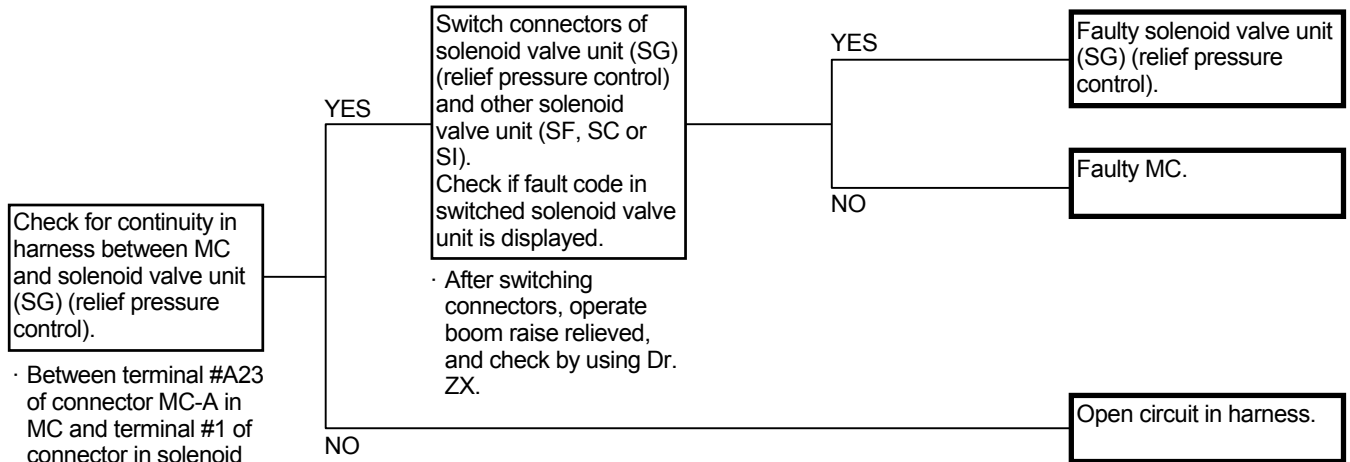 Check for continuity in
harness between MC
and solenoid valve unit
(SG) (relief pressure
control).
· Between terminal #A23
of connector MC-A in
MC and terminal #1 of
connector in solenoid
YES
NO
Switch connectors of
solenoid valve unit (SG)
(relief pressure control)
and other solenoid
valve unit (SF, SC or
SI).
Check if fault code in
switched solenoid valve
unit is displayed.
· After switching
connectors, operate
boom raise relieved,
and check by using Dr.
ZX.
YES
NO
Faulty solenoid valve unit
(SG) (relief pressure
control).
Faulty MC.
Open circuit in harness.